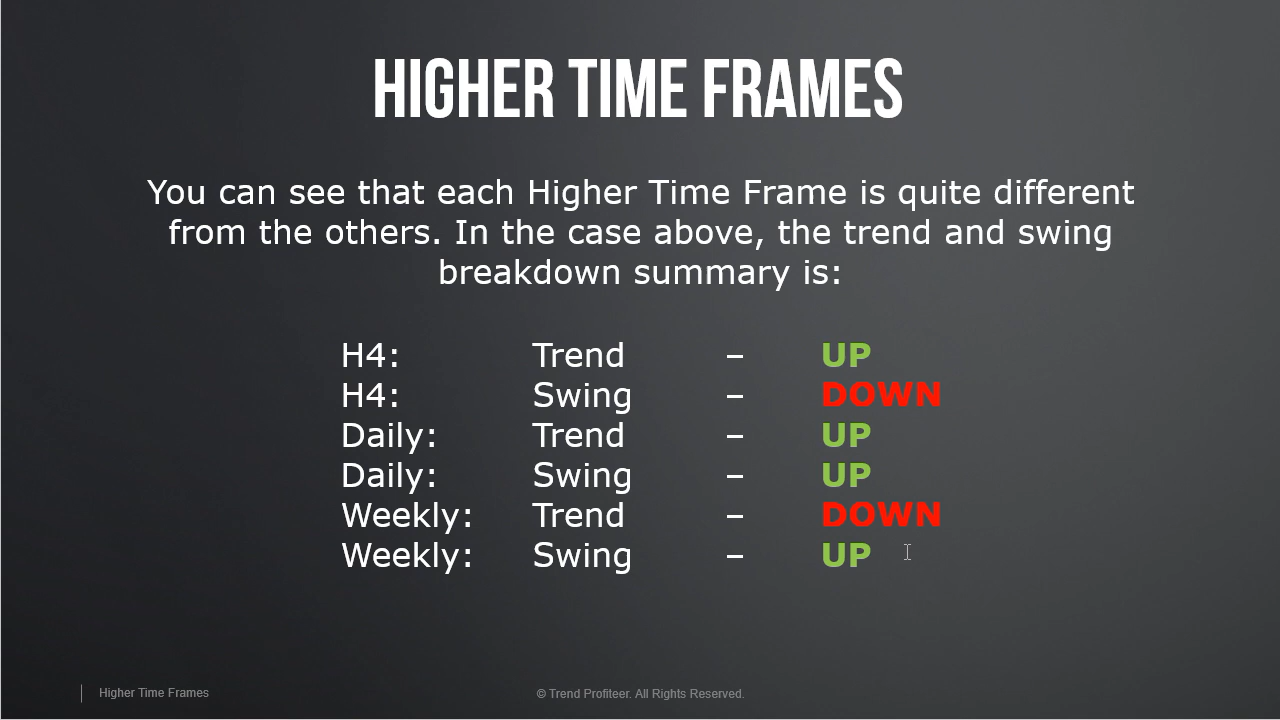 HIGHER TIME FRAMES
You can see that each Higher Time Frame is quite different
from the others. In the case above, the trend and swing
breakdown summary is:
H4: Trend – UP
H4: Swing – DOWN
Daily: Trend – UP
Daily: Swing – UP
Weekly: Trend – DOWN
Weekly: Swing – UP
Higher Time Frames
© Trend Profiteer. All Rights Reserved.